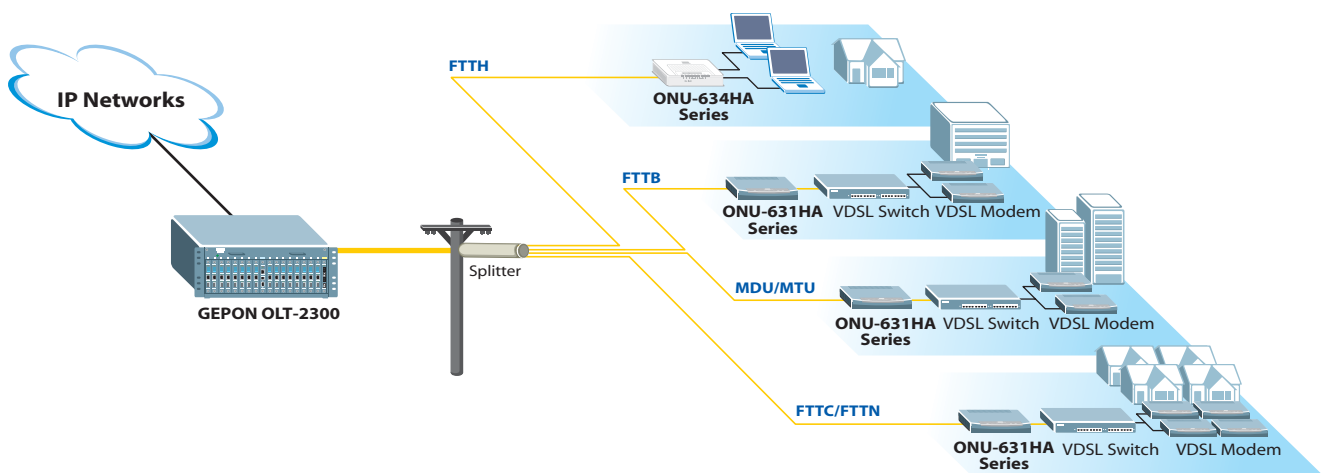 IP Networks
GEPON OLT-2300
Splitter
FTTH
ONU-634HA
Series
FTTB
ONU-631HA
Series
VDSL Switch
VDSL Modem
MDU/MTU
ONU-631HA
Series
VDSL Switch
VDSL Modem
FTTC/FTTN
ONU-631HA
Series
VDSL Switch
VDSL Modem